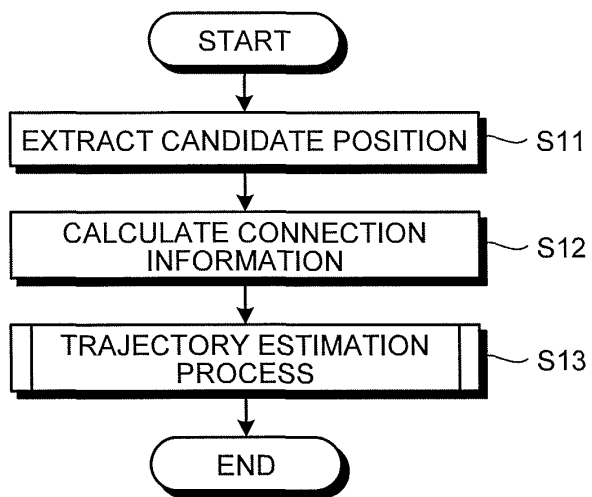 START
EXTRACT CANDIDATE POSITION
S11
CALCULATE CONNECTION
INFORMATION
S12
TRAJECTORY ESTIMATION
PROCESS
S13
END